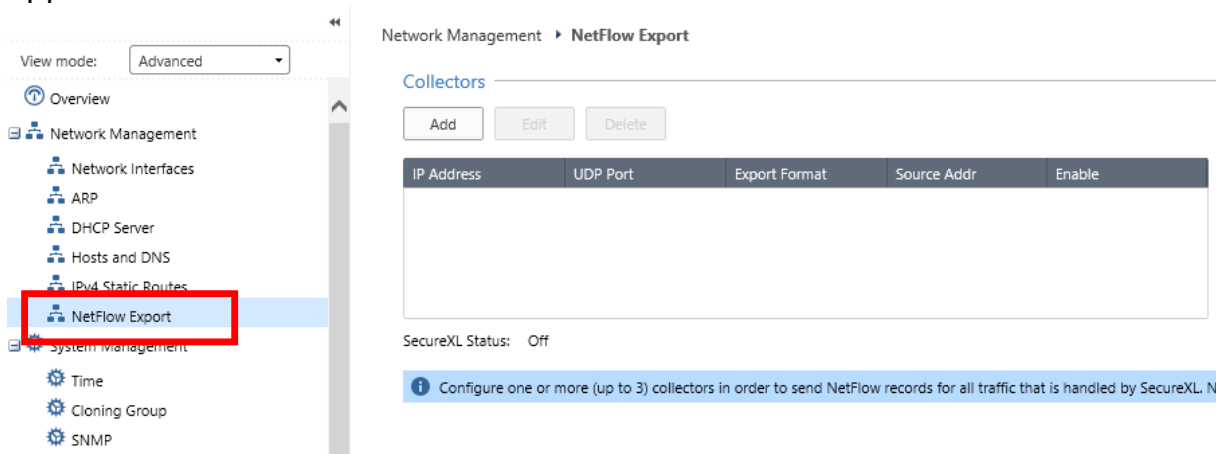 Network Management ▸ NetFlow Export
View mode: Advanced
Collectors
Overview
Add Edit Delete
Network Management
Network Interfaces
IP Address UDP Port Export Format Source Addr Enable
ARP
DHCP Server
Hosts and DNS
IPv4 Static Routes
NetFlow Export
SecureXL Status: Off
System Management
Time
Configure one or more (up to 3) collectors in order to send NetFlow records for all traffic that is handled by SecureXL. N
Cloning Group
SNMP